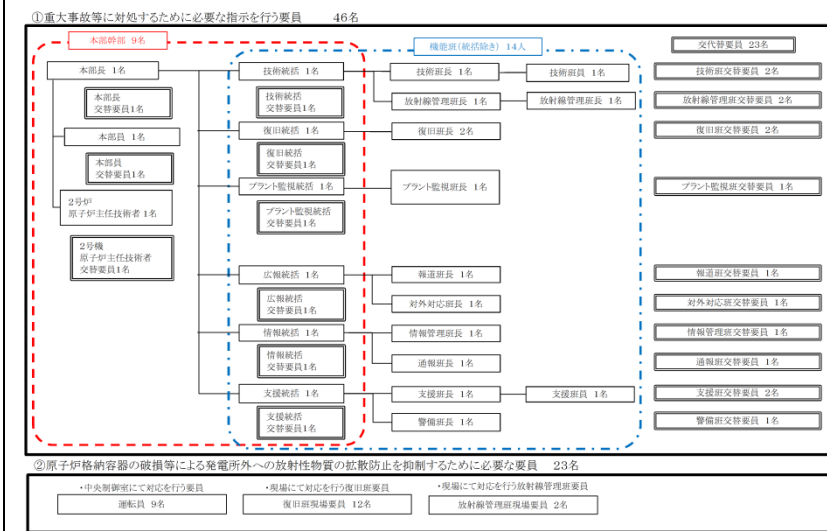 ①重大事故等に対処するために必要な指示を行う要員 46名
本部幹部 9名
機能班(統括除き) 14人
交代替要員 23名
本部長 1名
技術統括 1名
技術班長 1名
技術班員 1名
技術班交替要員 2名
本部長
交替要員1名
技術統括
交替要員1名
放射線管理班長 1名
放射線管理班長 1名
放射線管理班交替要員 2名
本部員 1名
復旧統括 1名
復旧班長 2名
復旧班交替要員 2名
本部員
交替要員1名
復旧統括
交替要員1名
プラント監視統括 1名
プラント監視班長 1名
プラント監視班交替要員 1名
2号炉
原子炉主任技術者 1名
プラント監視統括
交替要員1名
2号機
原子炉主任技術者
交替要員1名
広報統括 1名
報道班長 1名
報道班交替要員 1名
広報統括
交替要員1名
対外対応班長 1名
対外対応班交替要員 1名
情報統括 1名
情報管理班長 1名
情報管理班交替要員 1名
情報統括
交替要員1名
通報班長 1名
通報班交替要員 1名
支援統括 1名
支援班長 1名
支援班員 1名
支援班交替要員 2名
支援統括
交替要員1名
警備班長 1名
警備班交替要員 1名
②原子炉格納容器の破損等による発電所外への放射性物質の拡散防止を抑制するために必要な要員 23名
・中央制御室にて対応を行う要員
・現場にて対応を行う復旧班要員
・現場にて対応を行う放射線管理班要員
運転員 9名
復旧班現場要員 12名
放射線管理班現場要員 2名